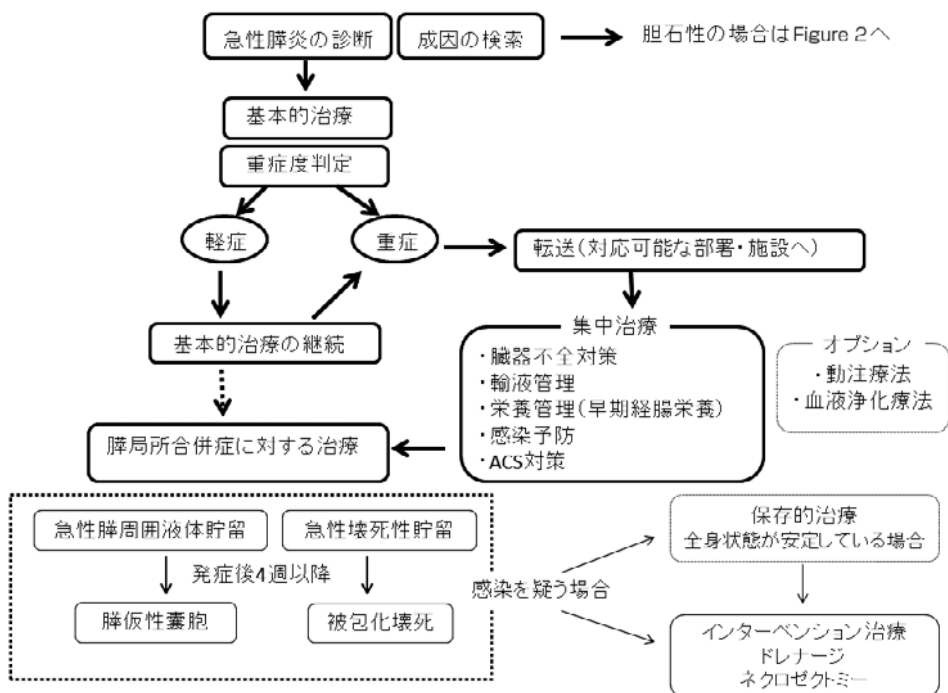 急性膵炎の診断
成因の検索
胆石性の場合はFigure 2へ
基本的治療
重症度判定
軽症
重症
転送(対応可能な部署・施設へ)
基本的治療の継続
集中治療
・臓器不全対策
・輸液管理
・栄養管理(早期経腸栄養)
・感染予防
・ACS対策
オプション
・動注療法
・血液浄化療法
膵局所合併症に対する治療
急性膵周囲液体貯留
急性壊死性貯留
発症後4週以降
膵仮性嚢胞
被包化壊死
感染を疑う場合
保存的治療
全身状態が安定している場合
インターベンション治療
ドレナージ
ネクロゼクトミー